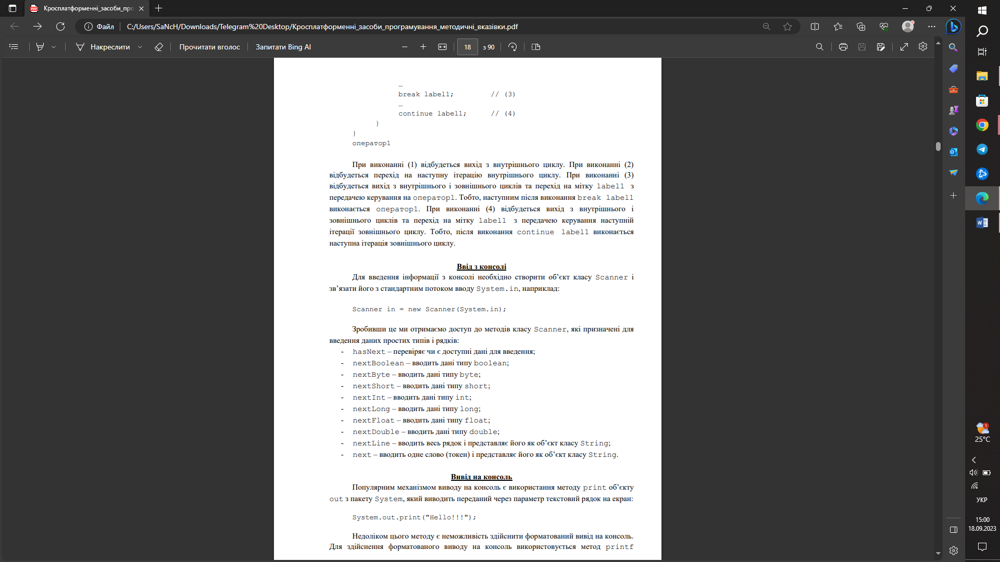 Кросплатформенні_засоби_про
Файл
C:/Users/SaNcH/Downloads/Telegram%20Desktop/Кросплатформенні_засоби_програмування_методичні_вказівки.pdf
Накреслити
Прочитати вголос
Запитати Bing AI
18
з 90
…
break label1; // (3)
…
continue label1; // (4)
}
}
оператор1
При виконанні (1) відбудеться вихід з внутрішнього циклу. При виконанні (2)
відбудеться перехід на наступну ітерацію внутрішнього циклу. При виконанні (3)
відбудеться вихід з внутрішнього і зовнішнього циклів та перехід на мітку label1 з
передачею керування на оператор1. Тобто, наступним після виконання break label1
виконається оператор1. При виконанні (4) відбудеться вихід з внутрішнього і
зовнішнього циклів та перехід на мітку label1 з передачею керування наступній
ітерації зовнішнього циклу. Тобто, після виконання continue label1 виконається
наступна ітерація зовнішнього циклу.
Ввід з консолі
Для введення інформації з консолі необхідно створити об’єкт класу Scanner і
зв’язати його з стандартним потоком вводу System.in, наприклад:
Scanner in = new Scanner(System.in);
Зробивши це ми отримаємо доступ до методів класу Scanner, які призначені для
введення даних простих типів і рядків:
- hasNext – перевіряє чи є доступні дані для введення;
- nextBoolean – вводить дані типу boolean;
- nextByte – вводить дані типу byte;
- nextShort – вводить дані типу short;
- nextInt – вводить дані типу int;
- nextLong – вводить дані типу long;
- nextFloat – вводить дані типу float;
- nextDouble – вводить дані типу double;
- nextLine – вводить весь рядок і представляє його як об’єкт класу String;
- next – вводить одне слово (токен) і представляє його як об’єкт класу String.
Вивід на консоль
Популярним механізмом виводу на консоль є використання методу print об’єкту
out з пакету System, який виводить переданий через параметр текстовий рядок на екран:
System.out.print("Hello!!!");
Недоліком цього методу є неможливість здійснити форматований вивід на консоль.
Для здійснення форматованого виводу на консоль використовується метод printf
1
25°C
УКР
15:00
18.09.2023